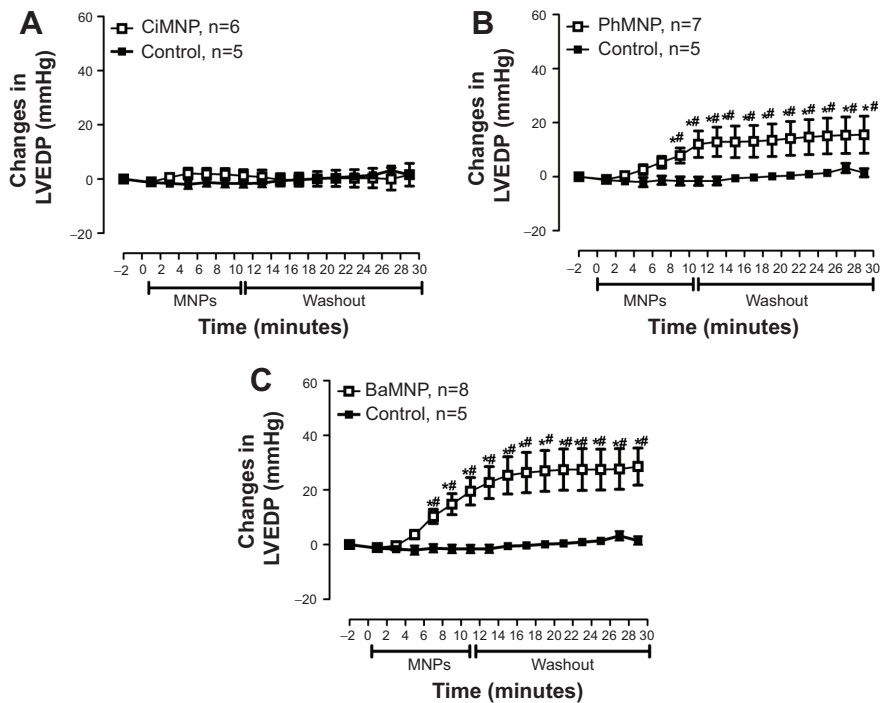 A
CiMNP, n=6
Control, n=5
Changes in
LVEDP (mmHg)
60
40
20
0
–20
–2 0 2 4 6 8 10 12 14 16 18 20 22 24 26 28 30
MNPs Washout
Time (minutes)
B
PhMNP, n=7
Control, n=5
Changes in
LVEDP (mmHg)
60
40
20
0
–20
*# *# *# *# *# *# *# *# *# *# *#
–2 0 2 4 6 8 10 12 14 16 18 20 22 24 26 28 30
MNPs Washout
Time (minutes)
C
BaMNP, n=8
Control, n=5
Changes in
LVEDP (mmHg)
60
40
20
0
–20
*# *# *# *# *# *# *# *# *# *# *# *#
–2 0 2 4 6 8 10 12 14 16 18 20 22 24 26 28 30
MNPs Washout
Time (minutes)